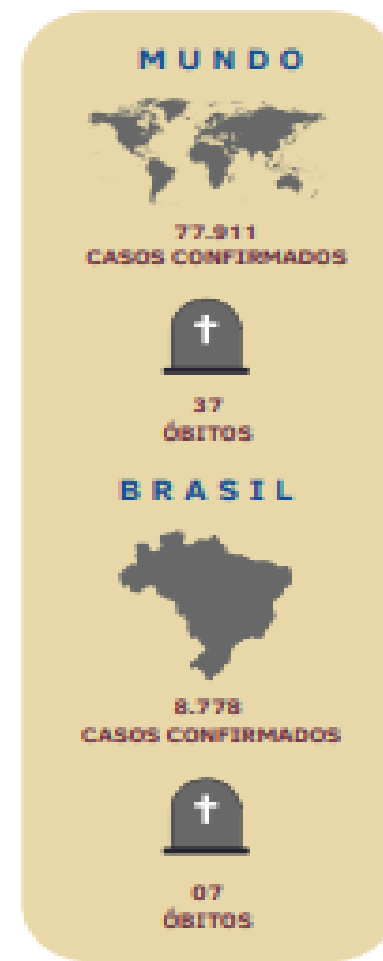 MUNDO
77.911
CASOS CONFIRMADOS
37
ÓBITOS
BRASIL
8.778
CASOS CONFIRMADOS
07
ÓBITOS